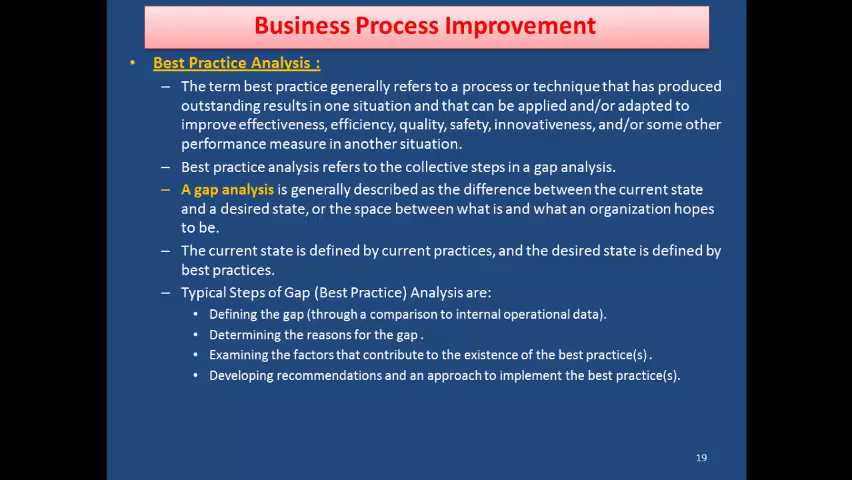 Business Process Improvement
• Best Practice Analysis :
– The term best practice generally refers to a process or technique that has produced
outstanding results in one situation and that can be applied and/or adapted to
improve effectiveness, efficiency, quality, safety, innovativeness, and/or some other
performance measure in another situation.
– Best practice analysis refers to the collective steps in a gap analysis.
– A gap analysis is generally described as the difference between the current state
and a desired state, or the space between what is and what an organization hopes
to be.
– The current state is defined by current practices, and the desired state is defined by
best practices.
– Typical Steps of Gap (Best Practice) Analysis are:
• Defining the gap (through a comparison to internal operational data).
• Determining the reasons for the gap .
• Examining the factors that contribute to the existence of the best practice(s) .
• Developing recommendations and an approach to implement the best practice(s).
19